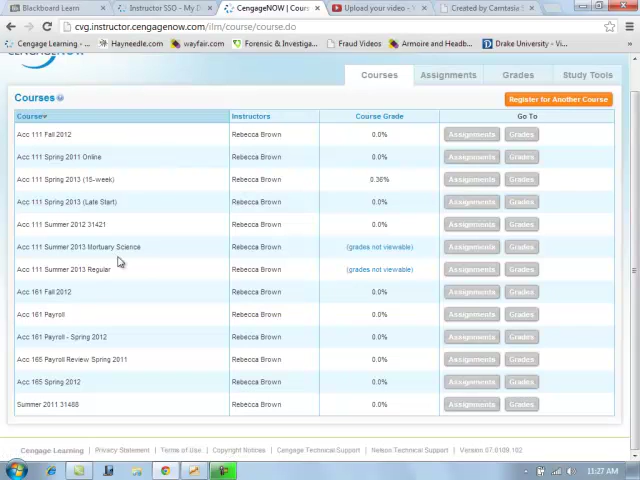 Blackboard Learn
Instructor SSO - My D
CengageNOW | Cours
Upload your video -
Created by Camtasia
cvg.instructor.cengagenow.com/ilrn/course/course.do
Cengage Learning - ...
Hayneedle.com
wayfair.com
Forensic & Investiga...
Fraud Videos
Armoire and Headb...
Drake University - ...
Courses
Assignments
Grades
Study Tools
Courses
Register for Another Course
Course Instructors Course Grade Go To
Acc 111 Fall 2012 Rebecca Brown 0.0% Assignments Grades
Acc 111 Spring 2011 Online Rebecca Brown 0.0% Assignments Grades
Acc 111 Spring 2013 (15-week) Rebecca Brown 0.36% Assignments Grades
Acc 111 Spring 2013 (Late Start) Rebecca Brown 0.0% Assignments Grades
Acc 111 Summer 2012 31421 Rebecca Brown 0.0% Assignments Grades
Acc 111 Summer 2013 Mortuary Science Rebecca Brown (grades not viewable) Assignments Grades
Acc 111 Summer 2013 Regular Rebecca Brown (grades not viewable) Assignments Grades
Acc 161 Fall 2012 Rebecca Brown 0.0% Assignments Grades
Acc 161 Payroll Rebecca Brown 0.0% Assignments Grades
Acc 161 Payroll - Spring 2012 Rebecca Brown 0.0% Assignments Grades
Acc 165 Payroll Review Spring 2011 Rebecca Brown 0.0% Assignments Grades
Acc 165 Spring 2012 Rebecca Brown 0.0% Assignments Grades
Summer 2011 31488 Rebecca Brown 0.0% Assignments Grades
Cengage Learning | Privacy Statement | Terms of Use | Copyright Notices | Cengage Technical Support | Nelson Technical Support | Version 07.0109.102
11:27 AM